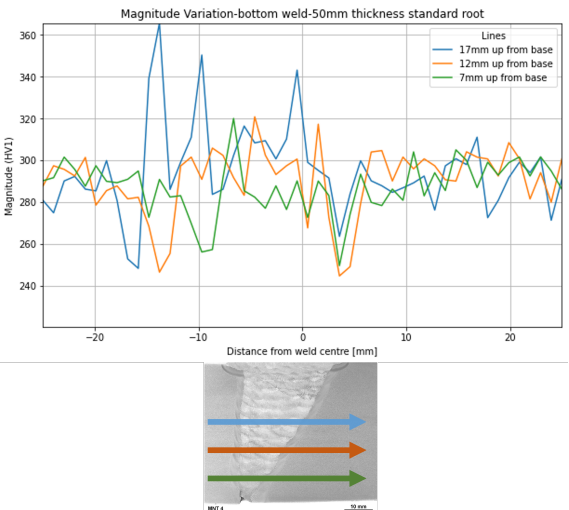 Magnitude Variation-bottom weld-50mm thickness standard root
360
340
320
300
280
260
240
Magnitude (HV1)
Lines
17mm up from base
12mm up from base
7mm up from base
−20
−10
0
10
20
Distance from weld centre [mm]
MNT 4
10 mm